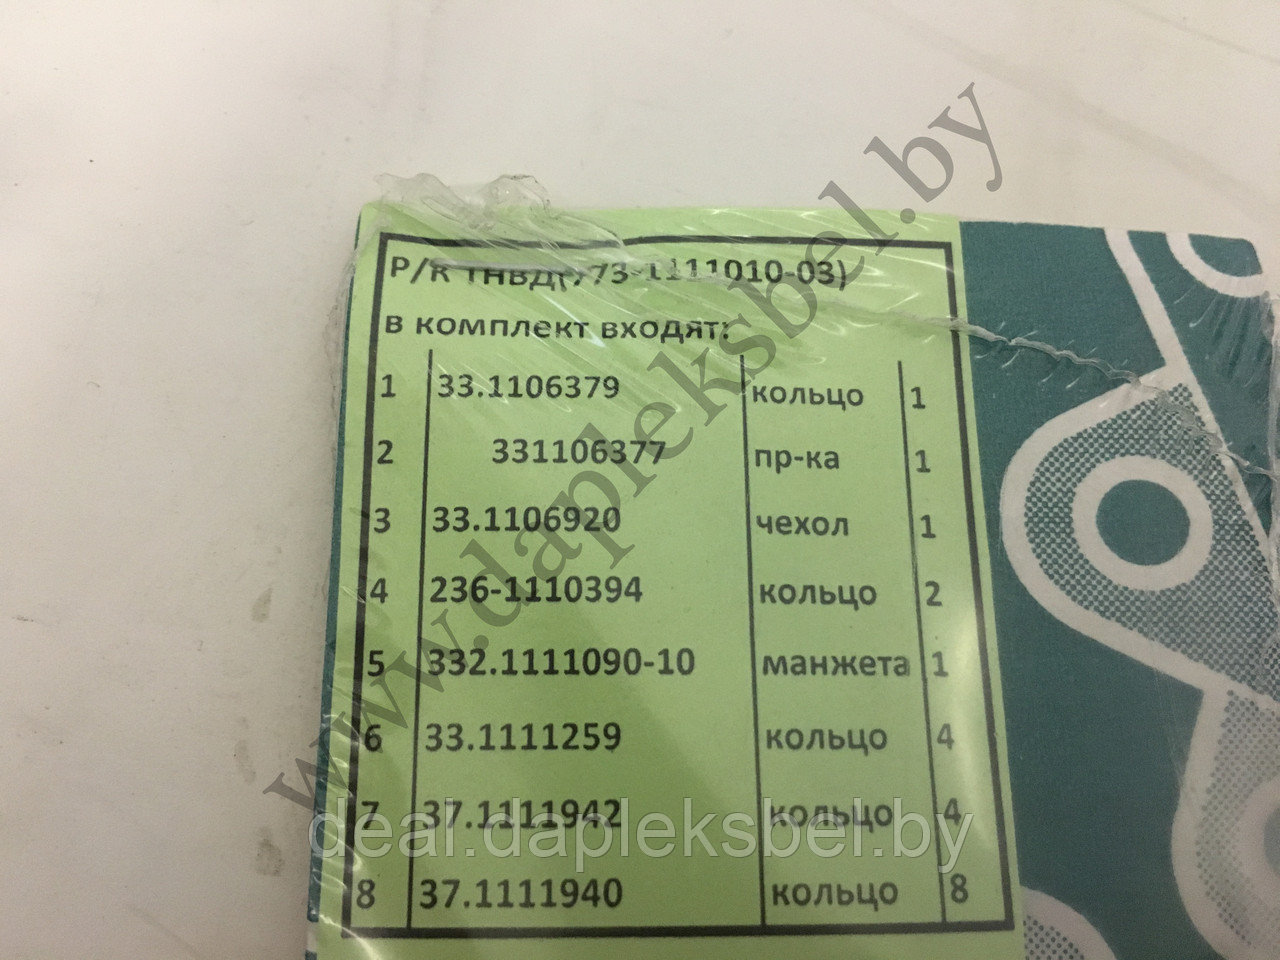 Р/К ТНВД(773-1111010-03)
в комплект входят:
1 33.1106379 кольцо 1
2 331106377 пр-ка 1
3 33.1106920 чехол 1
4 236-1110394 кольцо 2
5 332.1111090-10 манжета 1
6 33.1111259 кольцо 4
7 37.1111942 кольцо 4
8 37.1111940 кольцо 8
www.dapleksbel.by
deal.dapleksbel.by